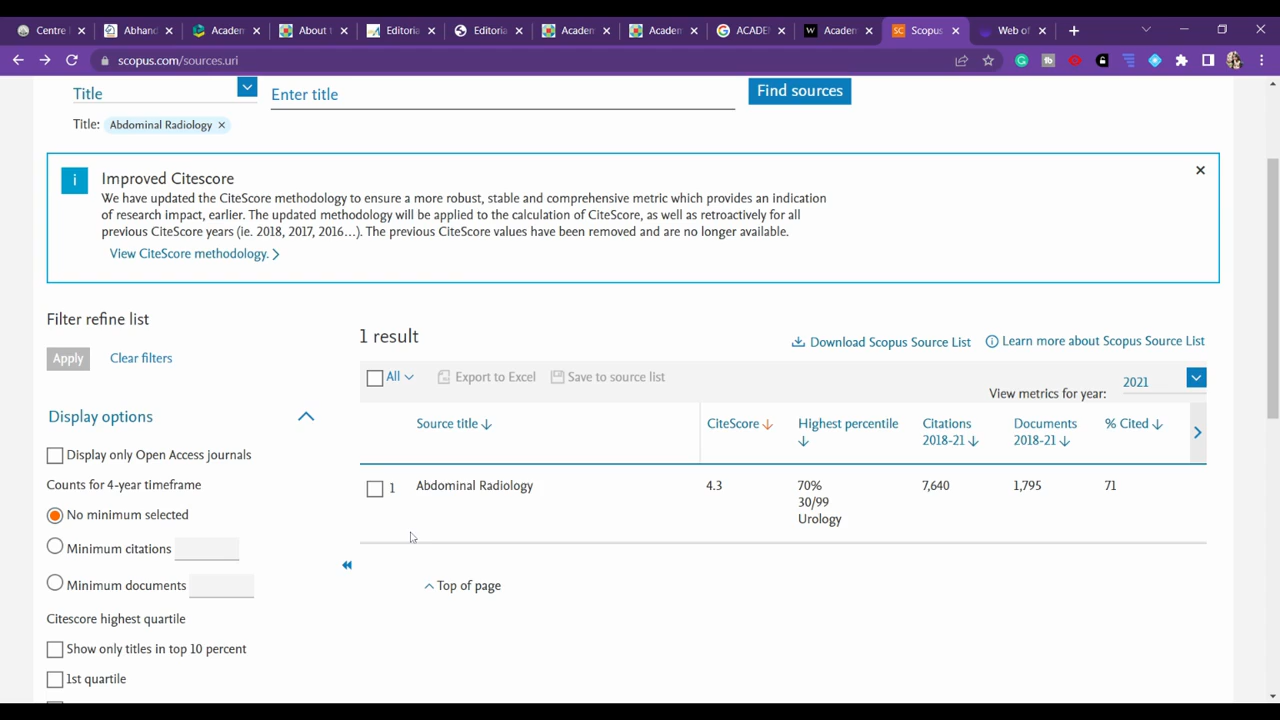 Centre
Abhand
Academ
About t
Editoria
Editoria
Academ
Academ
ACADE
Academ
Scopus
Web of
scopus.com/sources.uri
Title
Enter title
Find sources
Title: Abdominal Radiology
Improved Citescore
We have updated the CiteScore methodology to ensure a more robust, stable and comprehensive metric which provides an indication
of research impact, earlier. The updated methodology will be applied to the calculation of CiteScore, as well as retroactively for all
previous CiteScore years (ie. 2018, 2017, 2016...). The previous CiteScore values have been removed and are no longer available.
View CiteScore methodology.
Filter refine list
Apply
Clear filters
Display options
Display only Open Access journals
Counts for 4-year timeframe
No minimum selected
Minimum citations
Minimum documents
Citescore highest quartile
Show only titles in top 10 percent
1st quartile
1 result
Download Scopus Source List
Learn more about Scopus Source List
All
Export to Excel
Save to source list
View metrics for year:
2021
Source title
CiteScore
Highest percentile
Citations
2018-21
Documents
2018-21
% Cited
1
Abdominal Radiology
4.3
70%
30/99
Urology
7,640
1,795
71
Top of page